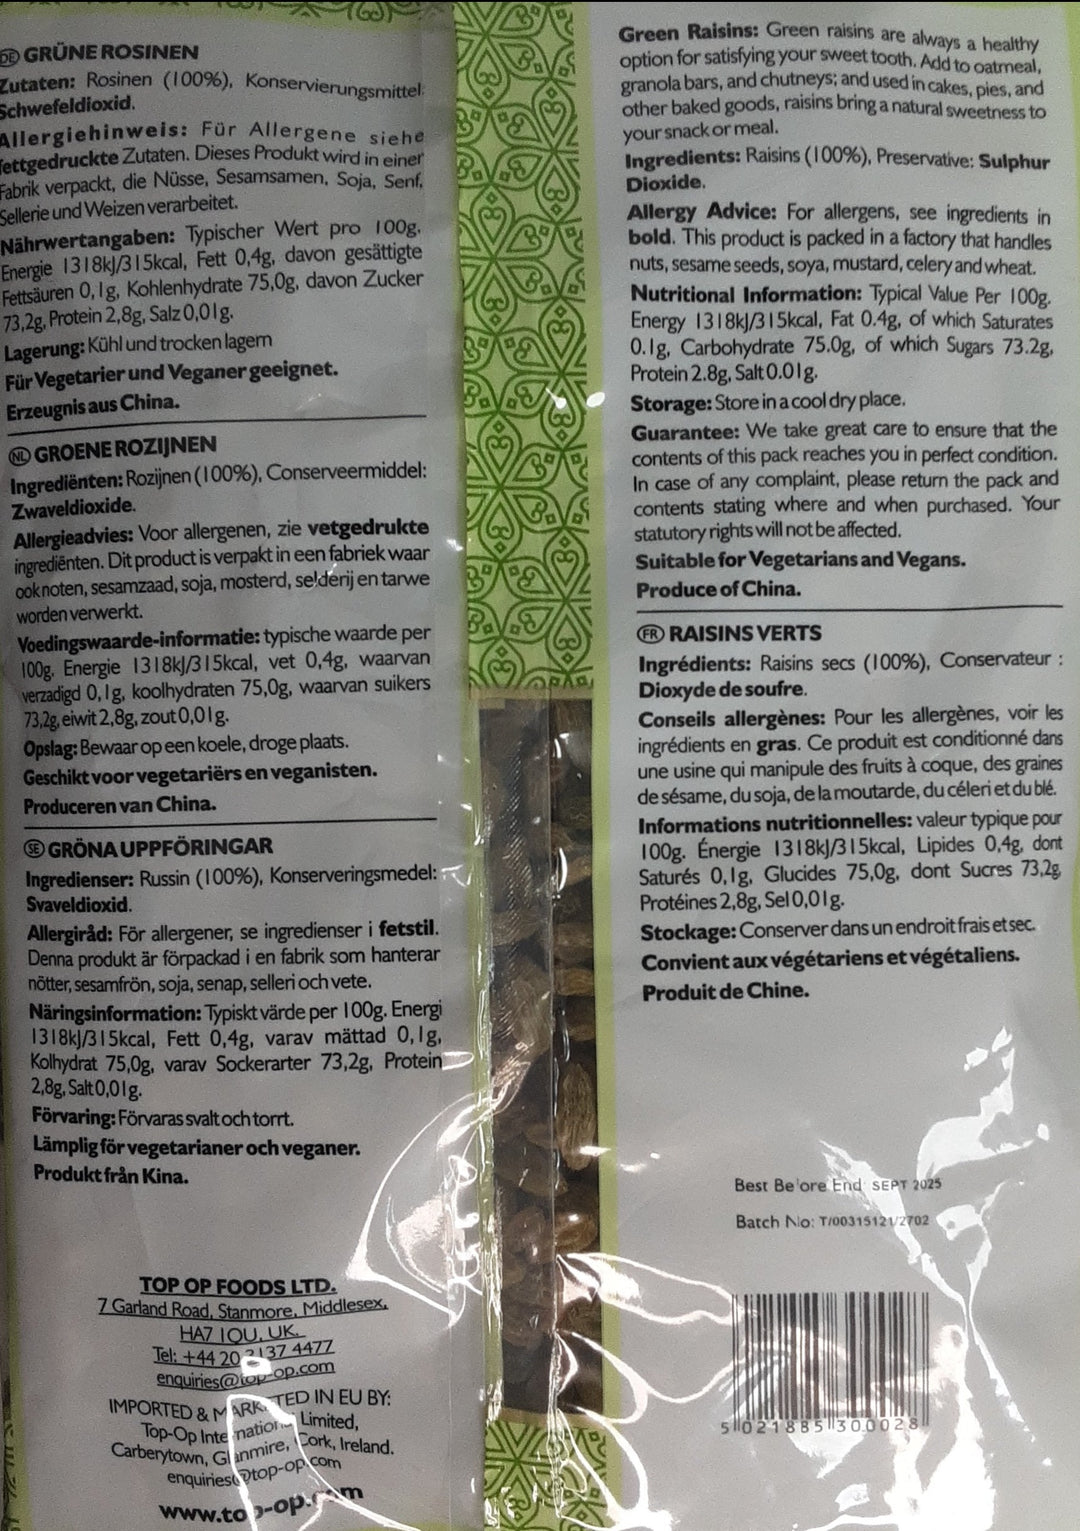 DE GRÜNE ROSINEN
Zutaten: Rosinen (100%), Konservierungsmittel:
Schwefeldioxid.
Allergiehinweis: Für Allergene siehe
fettgedruckte Zutaten. Dieses Produkt wird in einer
Fabrik verpackt, die Nüsse, Sesamsamen, Soja, Senf,
Sellerie und Weizen verarbeitet.
Nährwertangaben: Typischer Wert pro 100g.
Energie 1318kJ/315kcal, Fett 0,4g, davon gesättigte
Fettsäuren 0,1g, Kohlenhydrate 75,0g, davon Zucker
73,2g, Protein 2,8g, Salz 0,01g.
Lagerung: Kühl und trocken lagern
Für Vegetarier und Veganer geeignet.
Erzeugnis aus China.
NL GROENE ROZIJNEN
Ingrediënten: Rozijnen (100%), Conserveermiddel:
Zwaveldioxide.
Allergieadvies: Voor allergenen, zie vetgedrukte
ingrediënten. Dit product is verpakt in een fabriek waar
ook noten, sesamzaad, soja, mosterd, selderij en tarwe
worden verwerkt.
Voedingswaarde-informatie: typische waarde per
100g. Energie 1318kJ/315kcal, vet 0,4g, waarvan
verzadigd 0,1g, koolhydraten 75,0g, waarvan suikers
73,2g, eiwit 2,8g, zout 0,01g.
Opslag: Bewaar op een koele, droge plaats.
Geschikt voor vegetariërs en veganisten.
Produceren van China.
SE GRÖNA UPPFÖRINGAR
Ingredienser: Russin (100%), Konserveringsmedel:
Svaveldioxid.
Allergiråd: För allergener, se ingredienser i fetstil.
Denna produkt är förpackad i en fabrik som hanterar
nötter, sesamfrön, soja, senap, selleri och vete.
Näringsinformation: Typiskt värde per 100g. Energi
1318kJ/315kcal, Fett 0,4g, varav mättad 0,1g,
Kolhydrat 75,0g, varav Sockerarter 73,2g, Protein
2,8g, Salt 0,01g.
Förvaring: Förvaras svalt och torrt.
Lämplig för vegetarianer och veganer.
Produkt från Kina.
TOP OP FOODS LTD.
7 Garland Road, Stanmore, Middlesex,
HA7 1QU, UK.
Tel: +44 20 3137 4477
enquiries@top-op.com
IMPORTED & MARKETED IN EU BY:
Top-Op International Limited,
Carberytown, Glanmire, Cork, Ireland.
enquiries@top-op.com
www.top-op.com
Green Raisins: Green raisins are always a healthy
option for satisfying your sweet tooth. Add to oatmeal,
granola bars, and chutneys; and used in cakes, pies, and
other baked goods, raisins bring a natural sweetness to
your snack or meal.
Ingredients: Raisins (100%), Preservative: Sulphur
Dioxide.
Allergy Advice: For allergens, see ingredients in
bold. This product is packed in a factory that handles
nuts, sesame seeds, soya, mustard, celery and wheat.
Nutritional Information: Typical Value Per 100g.
Energy 1318kJ/315kcal, Fat 0.4g, of which Saturates
0.1g, Carbohydrate 75.0g, of which Sugars 73.2g,
Protein 2.8g, Salt 0.01g.
Storage: Store in a cool dry place.
Guarantee: We take great care to ensure that the
contents of this pack reaches you in perfect condition.
In case of any complaint, please return the pack and
contents stating where and when purchased. Your
statutory rights will not be affected.
Suitable for Vegetarians and Vegans.
Produce of China.
FR RAISINS VERTS
Ingrédients: Raisins secs (100%), Conservateur :
Dioxyde de soufre.
Conseils allergènes: Pour les allergènes, voir les
ingrédients en gras. Ce produit est conditionné dans
une usine qui manipule des fruits à coque, des graines
de sésame, du soja, de la moutarde, du céleri et du blé.
Informations nutritionnelles: valeur typique pour
100g. Énergie 1318kJ/315kcal, Lipides 0,4g, dont
Saturés 0,1g, Glucides 75,0g, dont Sucres 73,2g,
Protéines 2,8g, Sel 0,01g.
Stockage: Conserver dans un endroit frais et sec.
Convient aux végétariens et végétaliens.
Produit de Chine.
Best Before End: SEPT 2025
Batch No: T/00315121/2702
5 021885 300028